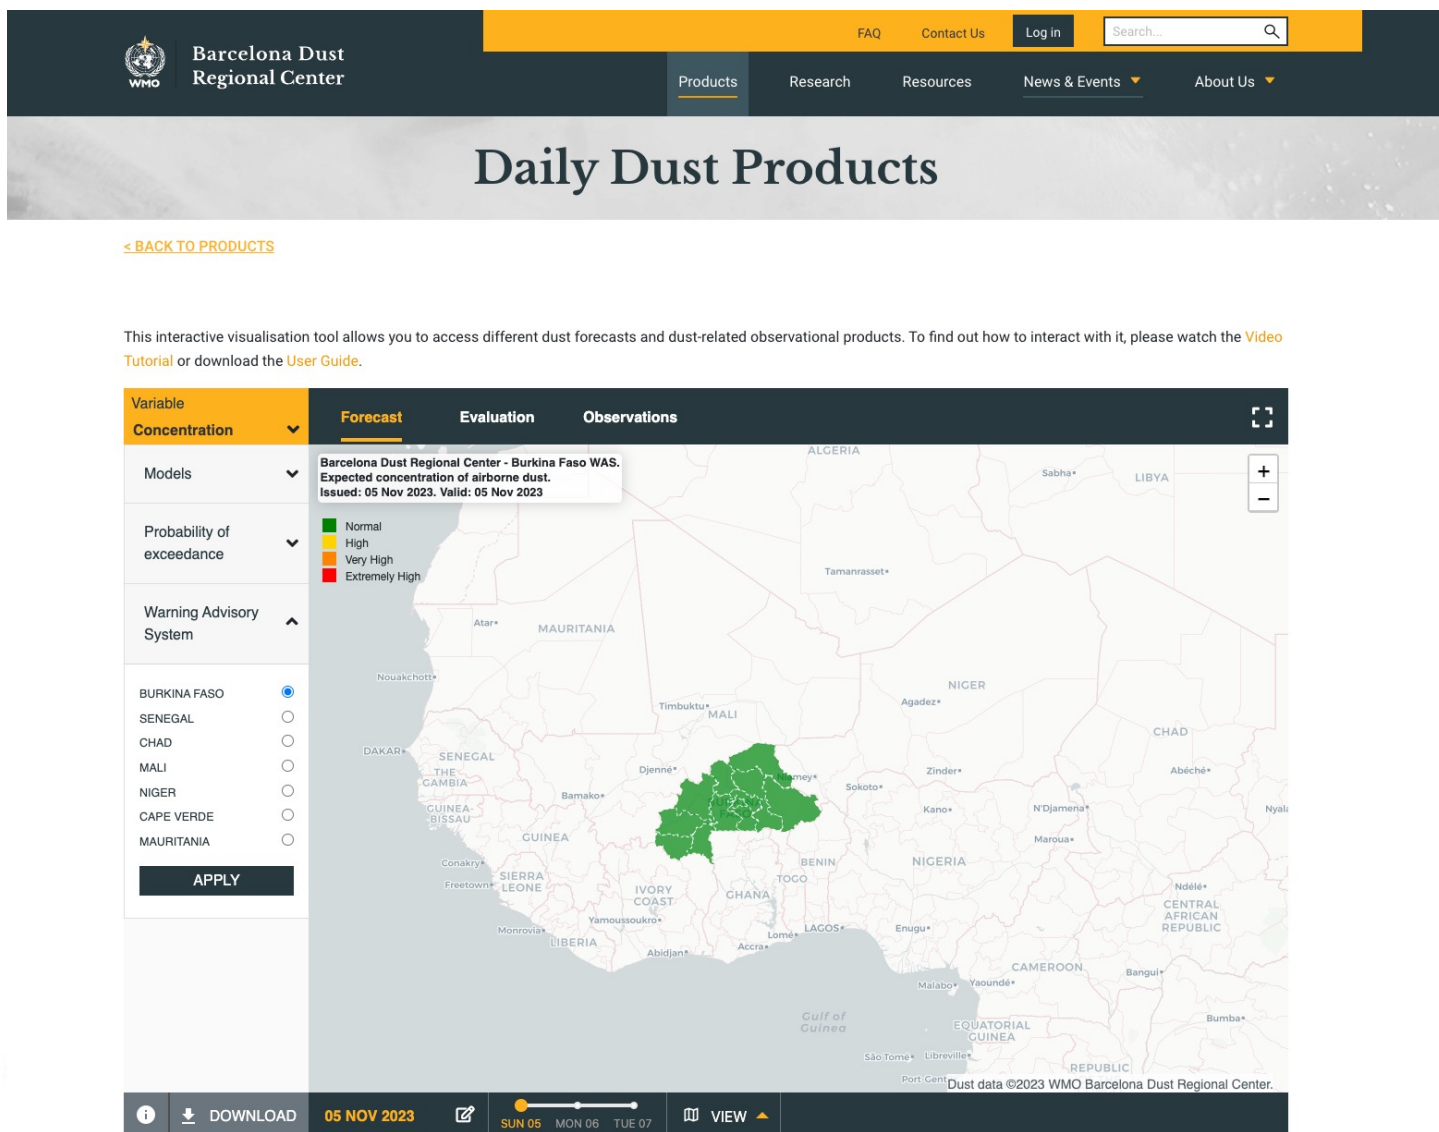 FAQ Contact Us Log in Search...
Barcelona Dust
Regional Center
WMO
Products Research Resources News & Events About Us
Daily Dust Products
< BACK TO PRODUCTS
This interactive visualisation tool allows you to access different dust forecasts and dust-related observational products. To find out how to interact with it, please watch the Video
Tutorial or download the User Guide.
Variable
Concentration
Forecast Evaluation Observations
Models
Probability of
exceedance
Warning Advisory
System
BURKINA FASO
SENEGAL
CHAD
MALI
NIGER
CAPE VERDE
MAURITANIA
APPLY
Barcelona Dust Regional Center - Burkina Faso WAS.
Expected concentration of airborne dust.
Issued: 05 Nov 2023. Valid: 05 Nov 2023
Normal
High
Very High
Extremely High
+
−
ALGERIA
Sabha
LIBYA
Tamanrasset
Atar
MAURITANIA
Nouakchott
NIGER
Timbuktu
MALI
Agadez
CHAD
DAKAR
SENEGAL
THE
GAMBIA
Djenné
Niamey
Zinder
Abéché
Bamako
Sokoto
GUINEA-
BISSAU
BURKINA
FASO
Kano
N'Djamena
Nyala
GUINEA
Maroua
Conakry
BENIN
NIGERIA
SIERRA
LEONE
Freetown
TOGO
IVORY
COAST
GHANA
Ndélé
CENTRAL
AFRICAN
REPUBLIC
Yamoussoukro
Monrovia
LIBERIA
Lomé
LAGOS
Enugu
Abidjan
Accra
CAMEROON
Bangui
Malabo
Yaoundé
Gulf of
Guinea
EQUATORIAL
GUINEA
Bumba
São Tomé
Libreville
REPUBLIC
Port Gent
Dust data ©2023 WMO Barcelona Dust Regional Center.
i DOWNLOAD 05 NOV 2023 SUN 05 MON 06 TUE 07 VIEW